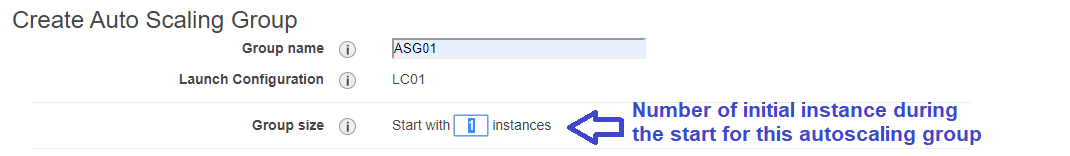 Create Auto Scaling Group
Group name i ASG01
Launch Configuration i LC01
Group size i Start with 1 instances
Number of initial instance during
the start for this autoscaling group